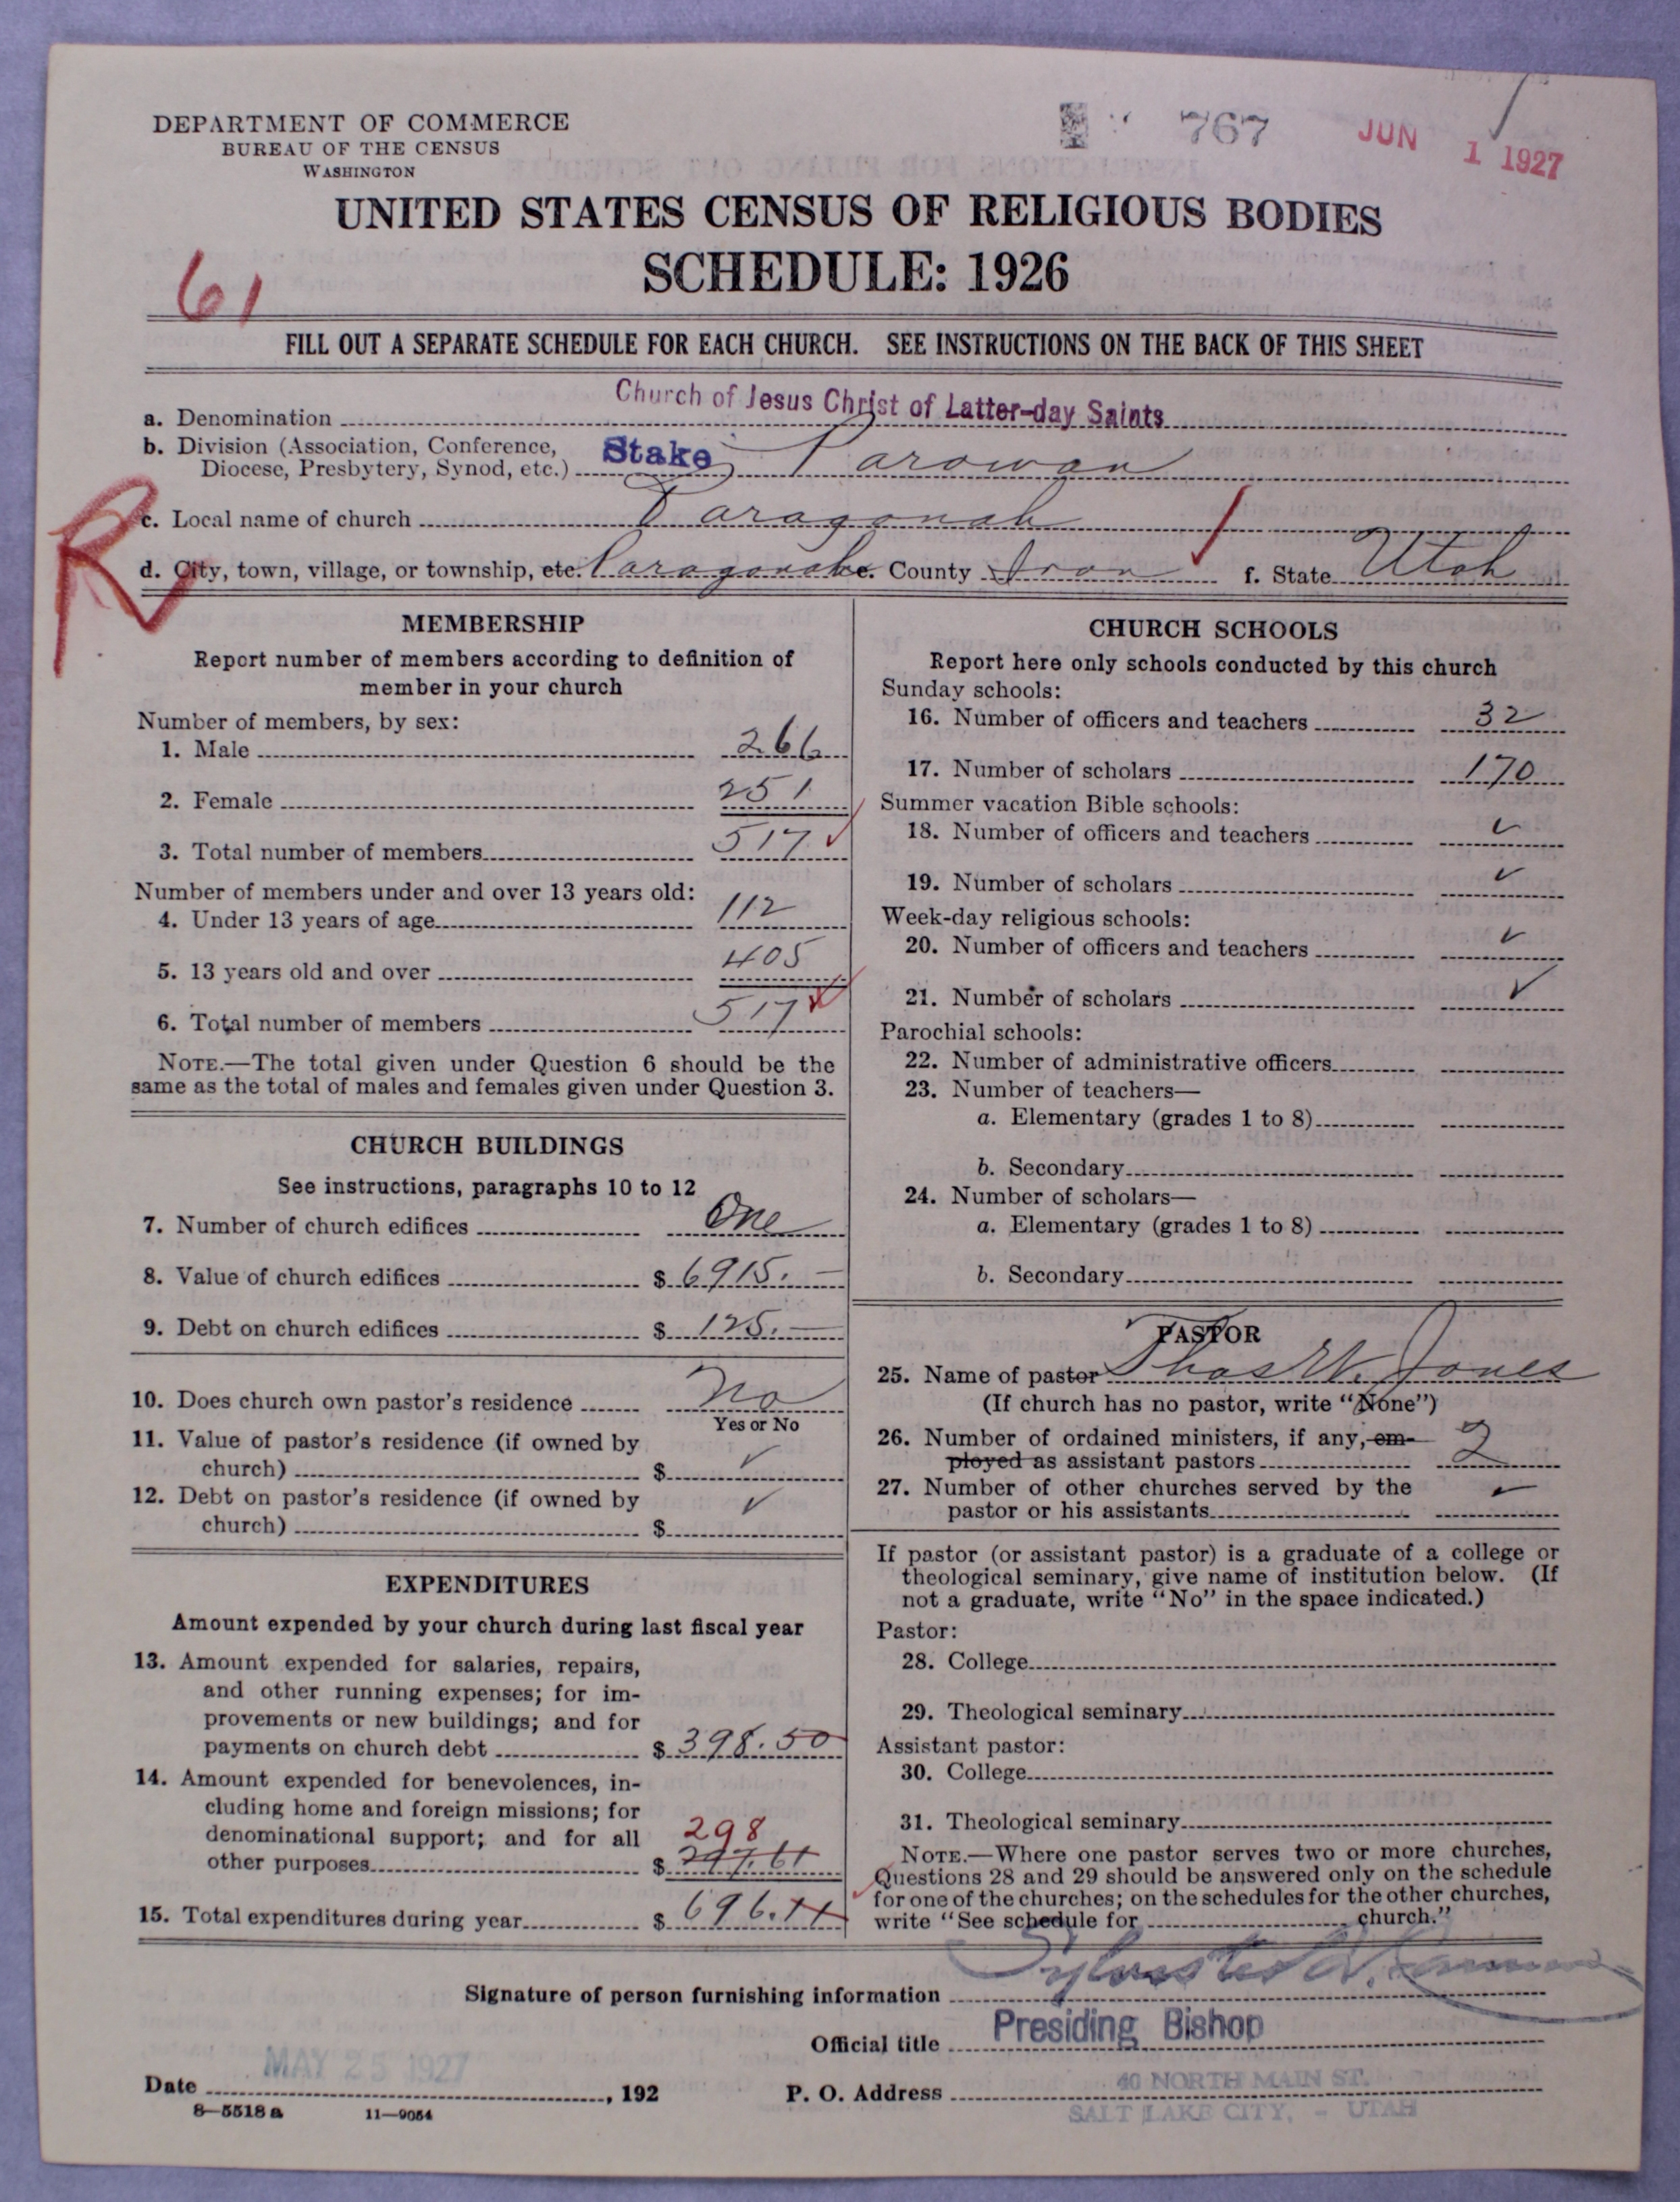 DEPARTMENT OF COMMERCE
BUREAU OF THE CENSUS
WASHINGTON
767
JUN 1 1927
UNITED STATES CENSUS OF RELIGIOUS BODIES
SCHEDULE: 1926
61
FILL OUT A SEPARATE SCHEDULE FOR EACH CHURCH. SEE INSTRUCTIONS ON THE BACK OF THIS SHEET
a. Denomination Church of Jesus Christ of Latter-day Saints
b. Division (Association, Conference,
Diocese, Presbytery, Synod, etc.) Stake Parowan
R
c. Local name of church Paragonah
d. City, town, village, or township, etc. Paragonah e. County Iron f. State Utah
MEMBERSHIP
Report number of members according to definition of
member in your church
Number of members, by sex:
1. Male 266
2. Female 251
3. Total number of members 517
Number of members under and over 13 years old:
4. Under 13 years of age 112
5. 13 years old and over 405
6. Total number of members 517
NOTE.—The total given under Question 6 should be the
same as the total of males and females given under Question 3.
CHURCH BUILDINGS
See instructions, paragraphs 10 to 12
7. Number of church edifices One
8. Value of church edifices $ 6915.—
9. Debt on church edifices $ 125.—
10. Does church own pastor's residence No
Yes or No
11. Value of pastor's residence (if owned by
church) $ ✓
12. Debt on pastor's residence (if owned by
church) $ ✓
EXPENDITURES
Amount expended by your church during last fiscal year
13. Amount expended for salaries, repairs,
and other running expenses; for im-
provements or new buildings; and for
payments on church debt $ 398.50
14. Amount expended for benevolences, in-
cluding home and foreign missions; for
denominational support; and for all 298
other purposes $ 297.61
15. Total expenditures during year $ 696.11
CHURCH SCHOOLS
Report here only schools conducted by this church
Sunday schools:
16. Number of officers and teachers 32
17. Number of scholars 170
Summer vacation Bible schools:
18. Number of officers and teachers ✓
19. Number of scholars ✓
Week-day religious schools:
20. Number of officers and teachers ✓
21. Number of scholars ✓
Parochial schools:
22. Number of administrative officers
23. Number of teachers—
a. Elementary (grades 1 to 8)
b. Secondary
24. Number of scholars—
a. Elementary (grades 1 to 8)
b. Secondary
PASTOR
25. Name of pastor Thos W. Jones
(If church has no pastor, write "None")
26. Number of ordained ministers, if any, em-
ployed as assistant pastors 2
27. Number of other churches served by the
pastor or his assistants ✓
If pastor (or assistant pastor) is a graduate of a college or
theological seminary, give name of institution below. (If
not a graduate, write "No" in the space indicated.)
Pastor:
28. College
29. Theological seminary
Assistant pastor:
30. College
31. Theological seminary
NOTE.—Where one pastor serves two or more churches,
Questions 28 and 29 should be answered only on the schedule
for one of the churches; on the schedules for the other churches,
write "See schedule for church."
Signature of person furnishing information Sylvester Q. Cannon
Official title Presiding Bishop
Date MAY 25 1927 , 192
P. O. Address 40 NORTH MAIN ST.
SALT LAKE CITY, - UTAH
8—5518 a 11—9054